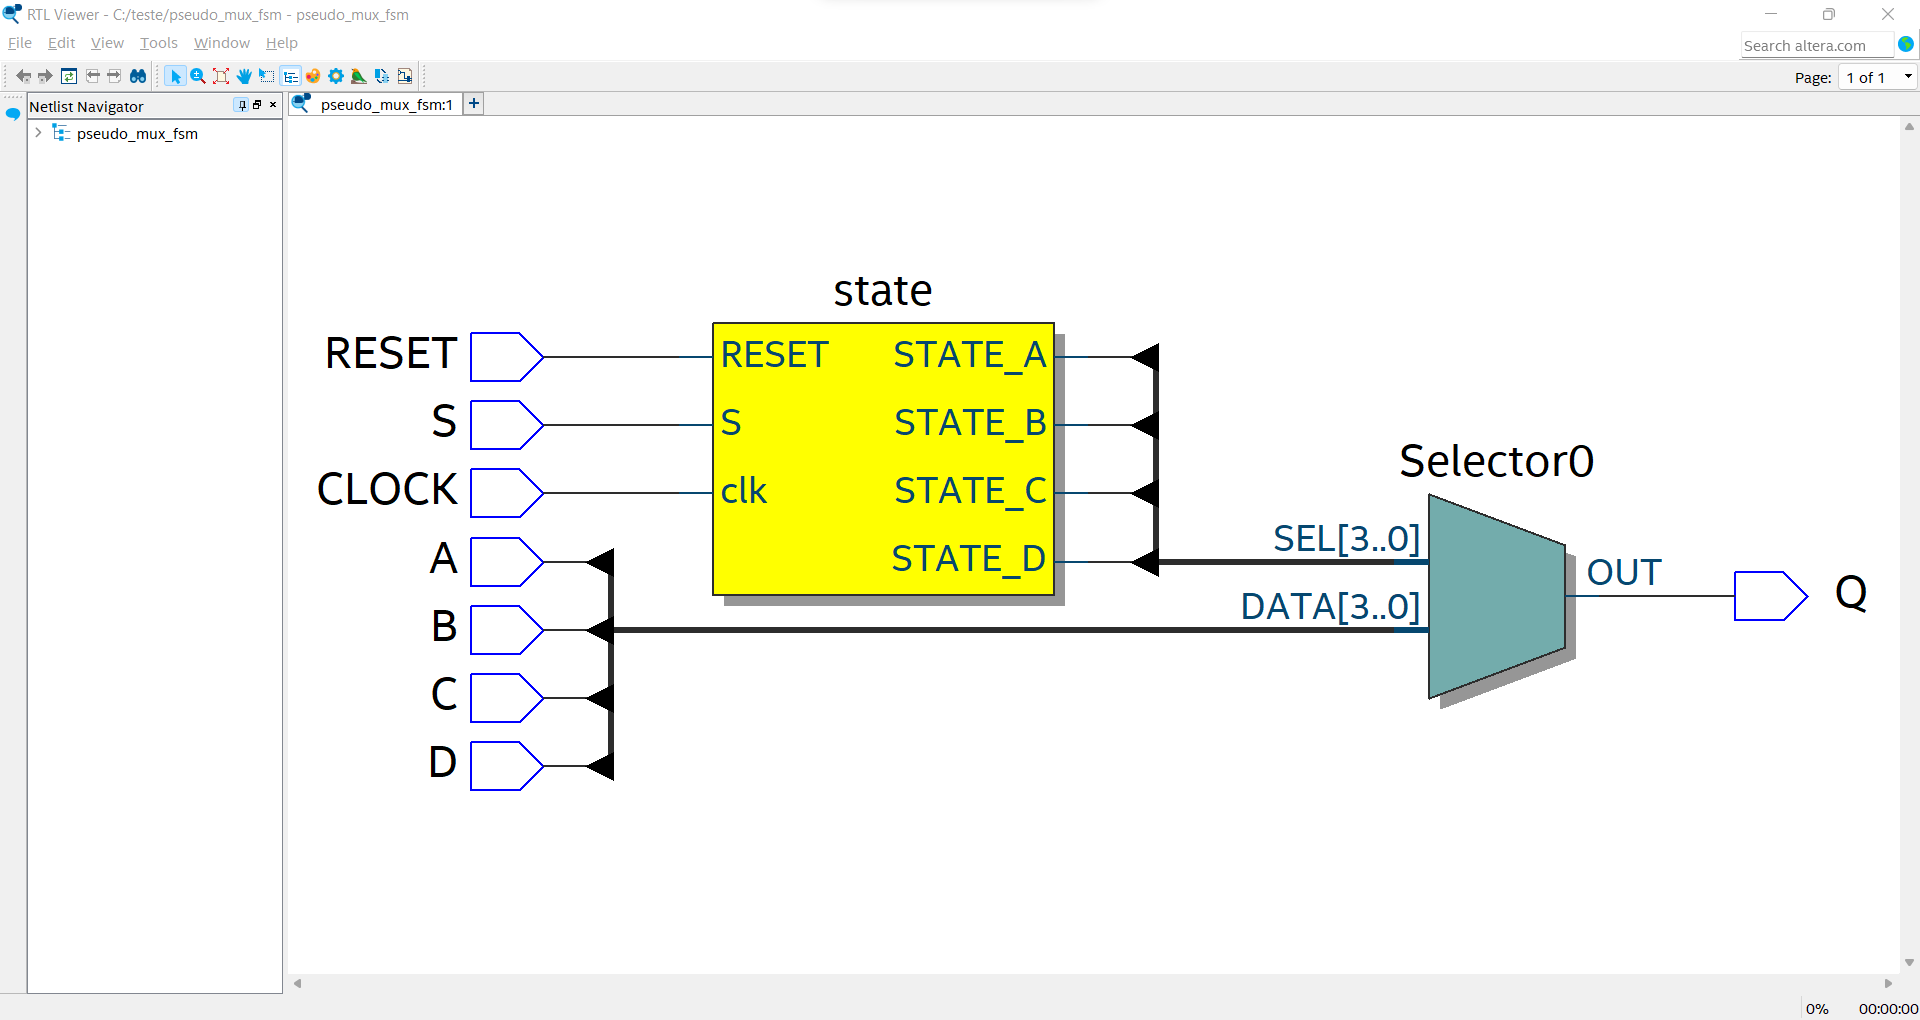 RTL Viewer - C:/teste/pseudo_mux_fsm - pseudo_mux_fsm
File Edit View Tools Window Help
Search altera.com
Page: 1 of 1
Netlist Navigator
pseudo_mux_fsm:1
pseudo_mux_fsm
state
RESET
S
CLOCK
A
B
C
D
RESET STATE_A
S STATE_B
clk STATE_C
STATE_D
Selector0
SEL[3..0]
DATA[3..0]
OUT
Q
0% 00:00:00